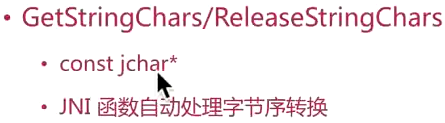 • GetStringChars/ReleaseStringChars
• const jchar*
• JNI 函数自动处理字节序转换